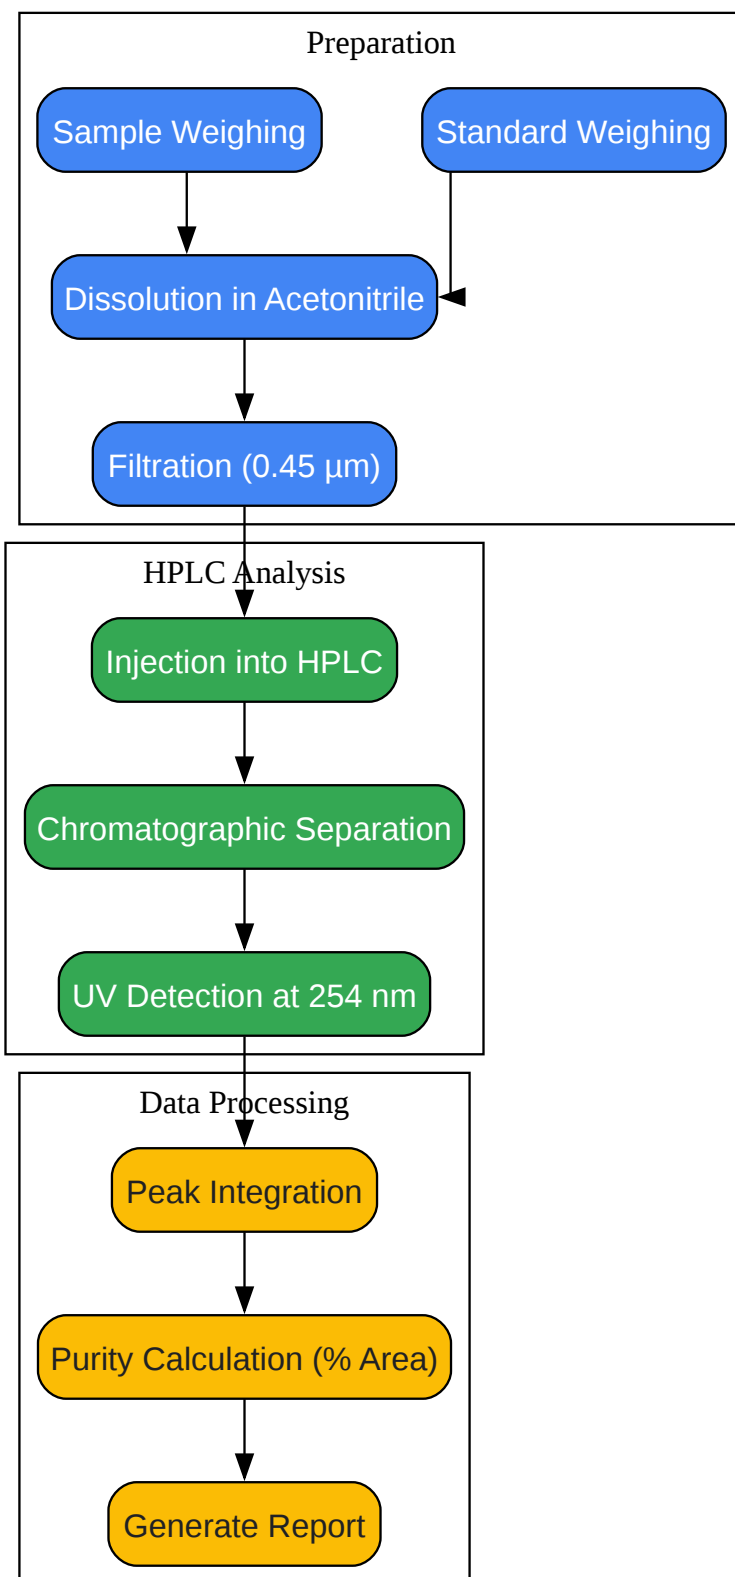 Preparation
Sample Weighing
Standard Weighing
Dissolution in Acetonitrile
Filtration (0.45 µm)
HPLC Analysis
Injection into HPLC
Chromatographic Separation
UV Detection at 254 nm
Data Processing
Peak Integration
Purity Calculation (% Area)
Generate Report